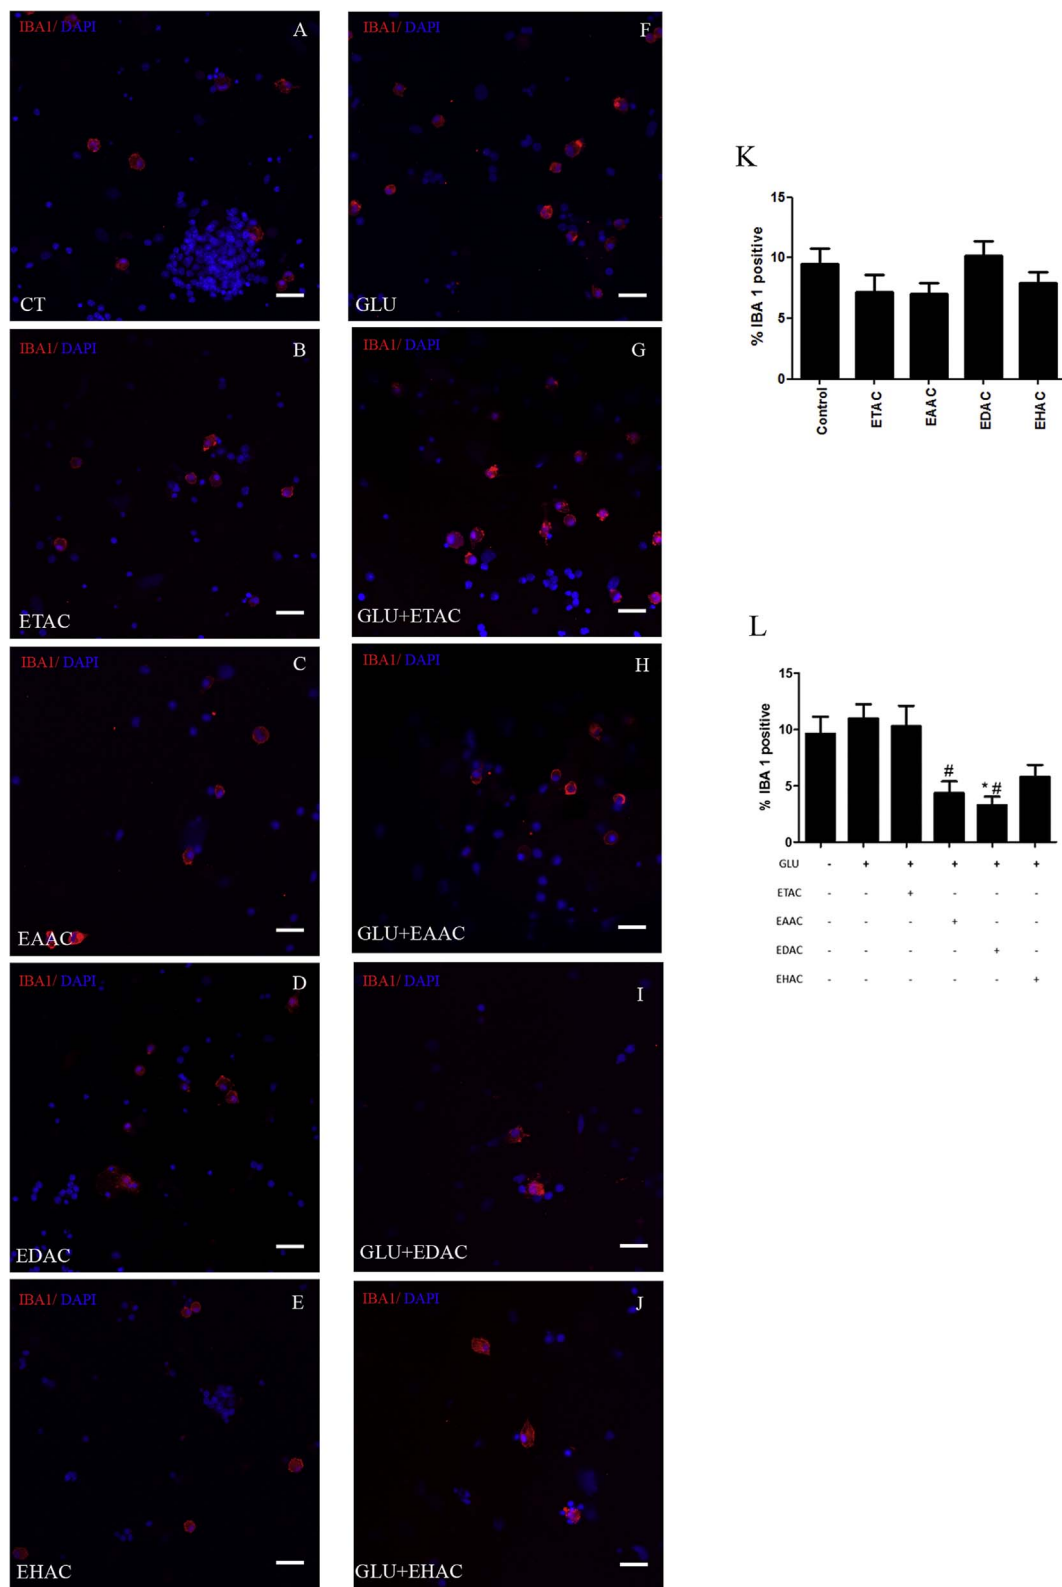 IBA1/ DAPI A
CT
IBA1/ DAPI B
ETAC
IBA1/ DAPI C
EAAC
IBA1/ DAPI D
EDAC
IBA1/ DAPI E
EHAC
IBA1/ DAPI F
GLU
IBA1/ DAPI G
GLU+ETAC
IBA1/ DAPI H
GLU+EAAC
IBA1/ DAPI I
GLU+EDAC
IBA1/ DAPI J
GLU+EHAC
K
% IBA 1 positive
15
10
5
0
Control ETAC EAAC EDAC EHAC
L
% IBA 1 positive
15
10
5
0
#
* #
GLU - + + + + +
ETAC - - + - - -
EAAC - - - + - -
EDAC - - - - + -
EHAC - - - - - +